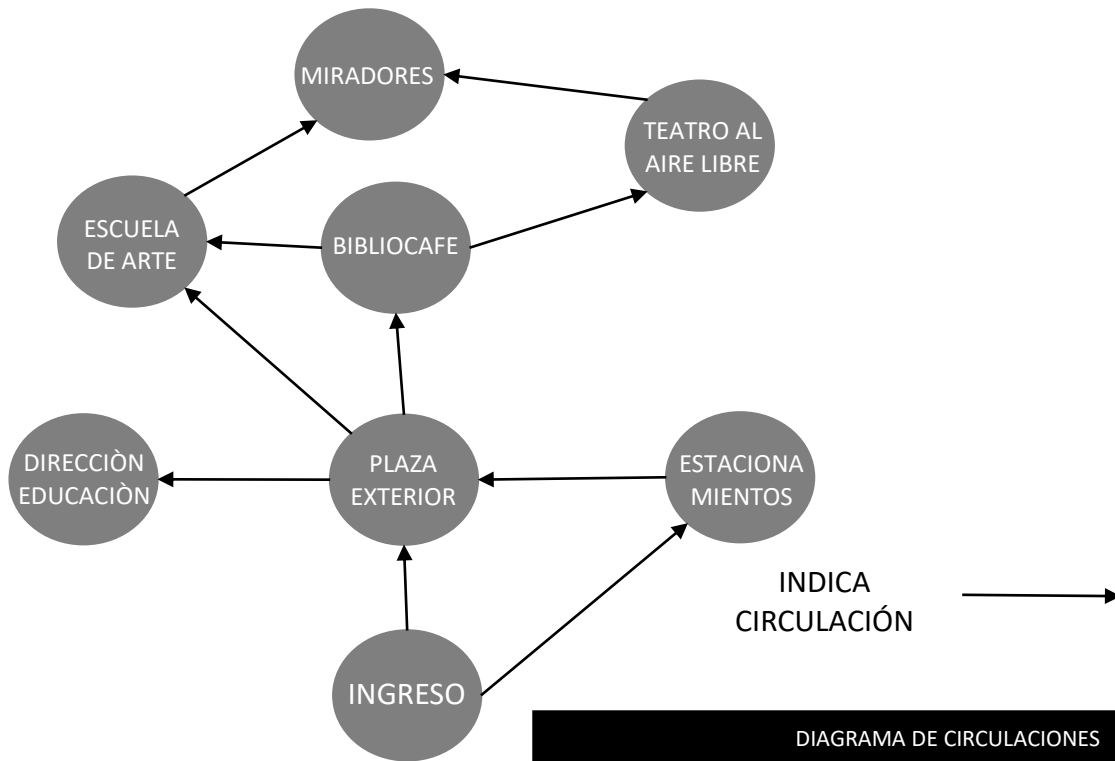 MIRADORES
TEATRO AL
AIRE LIBRE
ESCUELA
DE ARTE
BIBLIOCAFE
DIRECCIÒN
EDUCACIÒN
PLAZA
EXTERIOR
ESTACIONA
MIENTOS
INDICA
CIRCULACIÓN
INGRESO
DIAGRAMA DE CIRCULACIONES